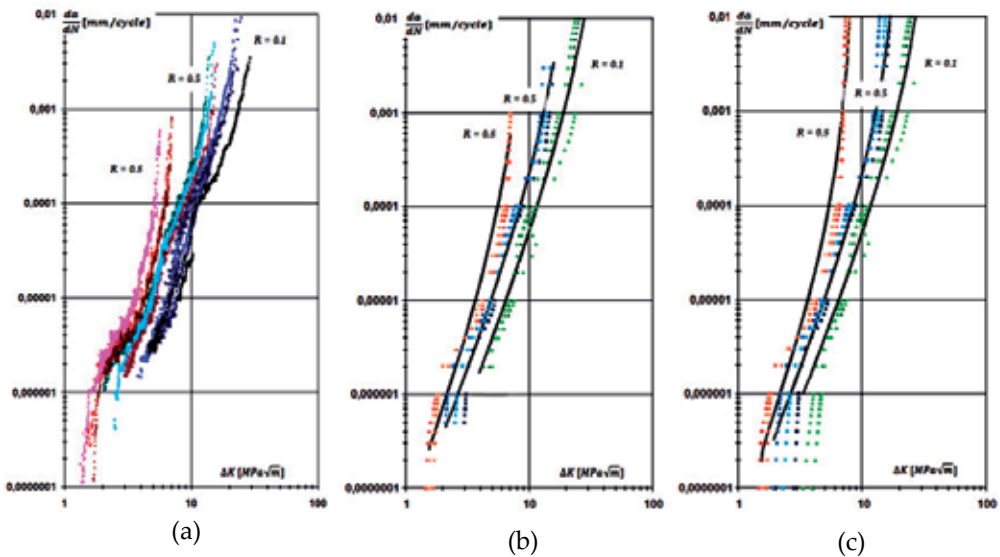 da/dN [mm/cycle]
0,01
R = 0.1
R = 0.5
0,001
R = 0.5
0,0001
0,00001
0,000001
ΔK [MPa√m]
0,0000001
1 10 100
(a)
da/dN [mm/cycle]
0,01
R = 0.1
R = 0.5
0,001
R = 0.5
0,0001
0,00001
0,000001
ΔK [MPa√m]
0,0000001
1 10 100
(b)
da/dN [mm/cycle]
0,01
R = 0.1
R = 0.5
0,001
R = 0.5
0,0001
0,00001
0,000001
ΔK [MPa√m]
0,0000001
1 10 100
(c)